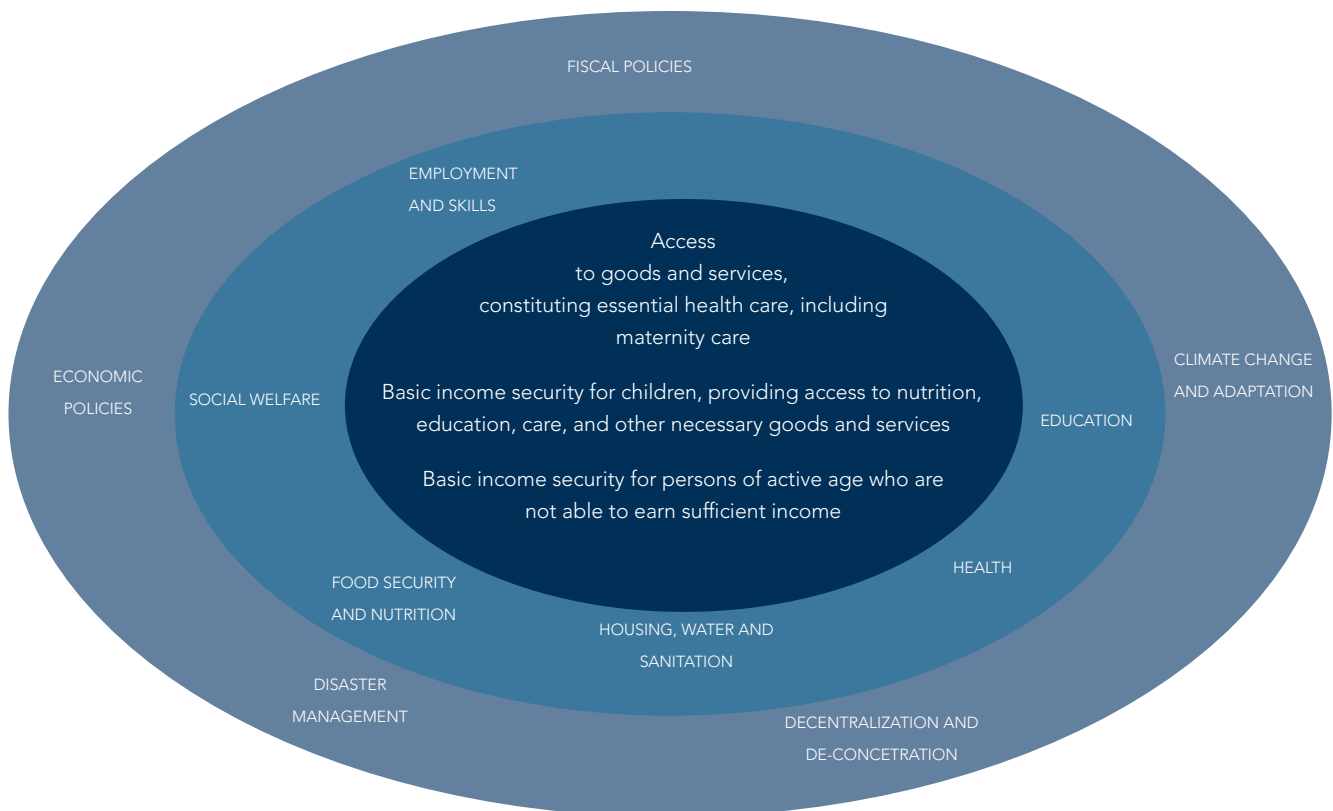 FISCAL POLICIES
EMPLOYMENT
AND SKILLS
Access
to goods and services,
constituting essential health care, including
maternity care
ECONOMIC
POLICIES
SOCIAL WELFARE
Basic income security for children, providing access to nutrition,
education, care, and other necessary goods and services
EDUCATION
CLIMATE CHANGE
AND ADAPTATION
Basic income security for persons of active age who are
not able to earn sufficient income
FOOD SECURITY
AND NUTRITION
HEALTH
HOUSING, WATER AND
SANITATION
DISASTER
MANAGEMENT
DECENTRALIZATION AND
DE-CONCETRATION